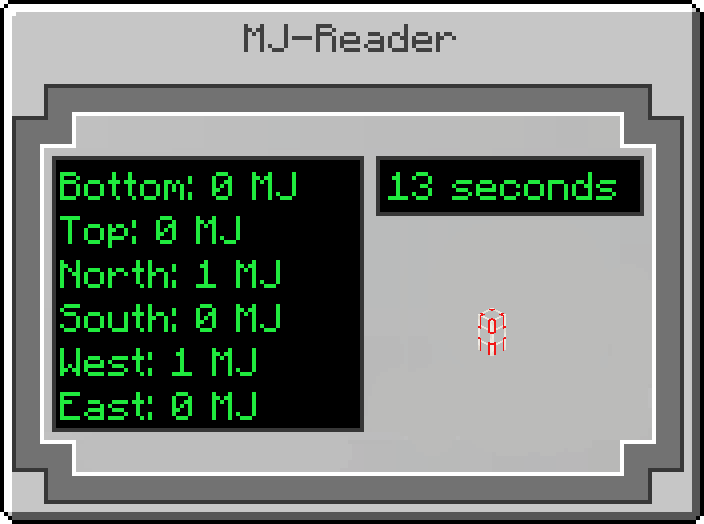 MJ-Reader
Bottom: 0 MJ
Top: 0 MJ
North: 1 MJ
South: 0 MJ
West: 1 MJ
East: 0 MJ
13 seconds